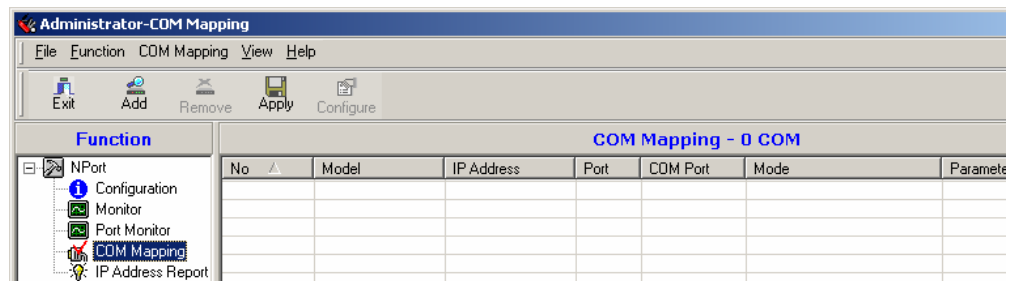 Administrator-COM Mapping
File Function COM Mapping View Help
Exit Add Remove Apply Configure
Function COM Mapping - 0 COM
NPort No Model IP Address Port COM Port Mode Paramete
Configuration
Monitor
Port Monitor
COM Mapping
IP Address Report